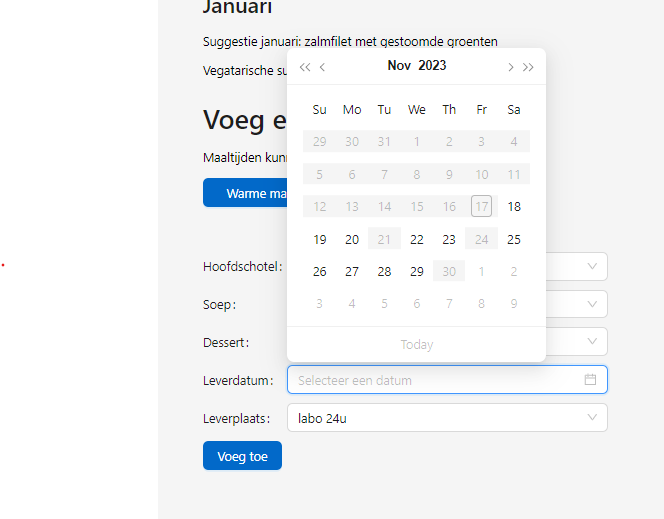 Januari
Suggestie januari: zalmfilet met gestoomde groenten
Vegatarische su
Nov 2023
Su Mo Tu We Th Fr Sa
29 30 31 1 2 3 4
5 6 7 8 9 10 11
12 13 14 15 16 17 18
19 20 21 22 23 24 25
26 27 28 29 30 1 2
3 4 5 6 7 8 9
Today
Voeg e
Maaltijden kun
Warme ma
Hoofdschotel:
Soep:
Dessert:
Leverdatum: Selecteer een datum
Leverplaats: labo 24u
Voeg toe